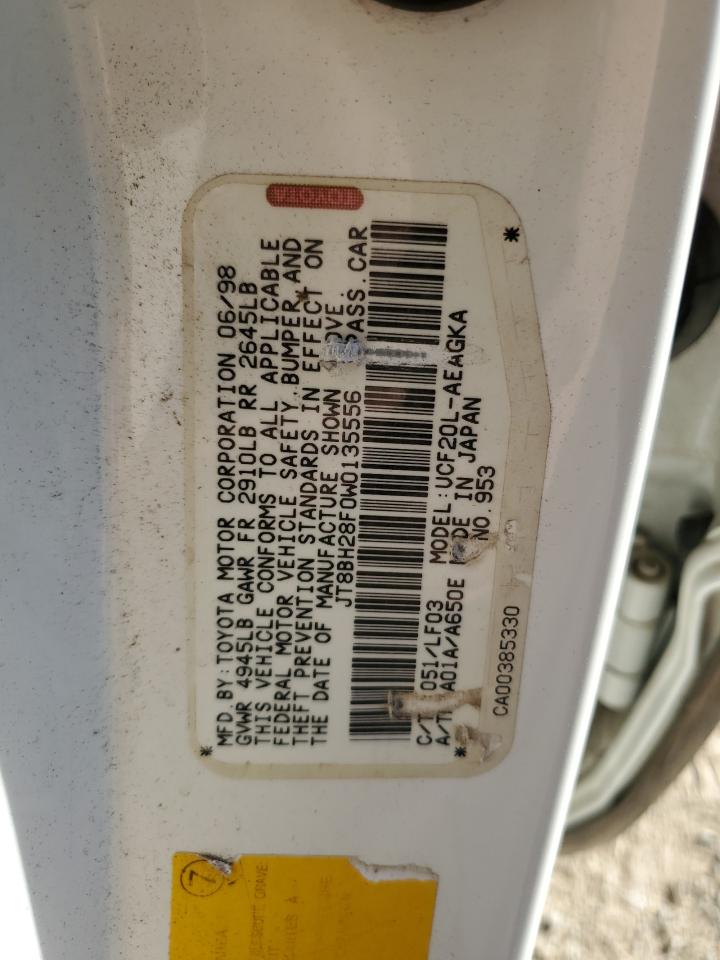 MFD. BY: TOYOTA MOTOR CORPORATION 06/98
GVWR 4945LB GAWR FR 2910LB RR 2645LB
THIS VEHICLE CONFORMS TO ALL APPLICABLE
FEDERAL MOTOR VEHICLE SAFETY, BUMPER, AND
THEFT PREVENTION STANDARDS IN EFFECT ON
THE DATE OF MANUFACTURE SHOWN
JT8BH28F0W0135556 PASS. CAR
C/T 051/LF03 MODEL: UCF20L-AEAGKA
A/T A01A/A650E MADE IN JAPAN
NO. 953
CA00385330
7